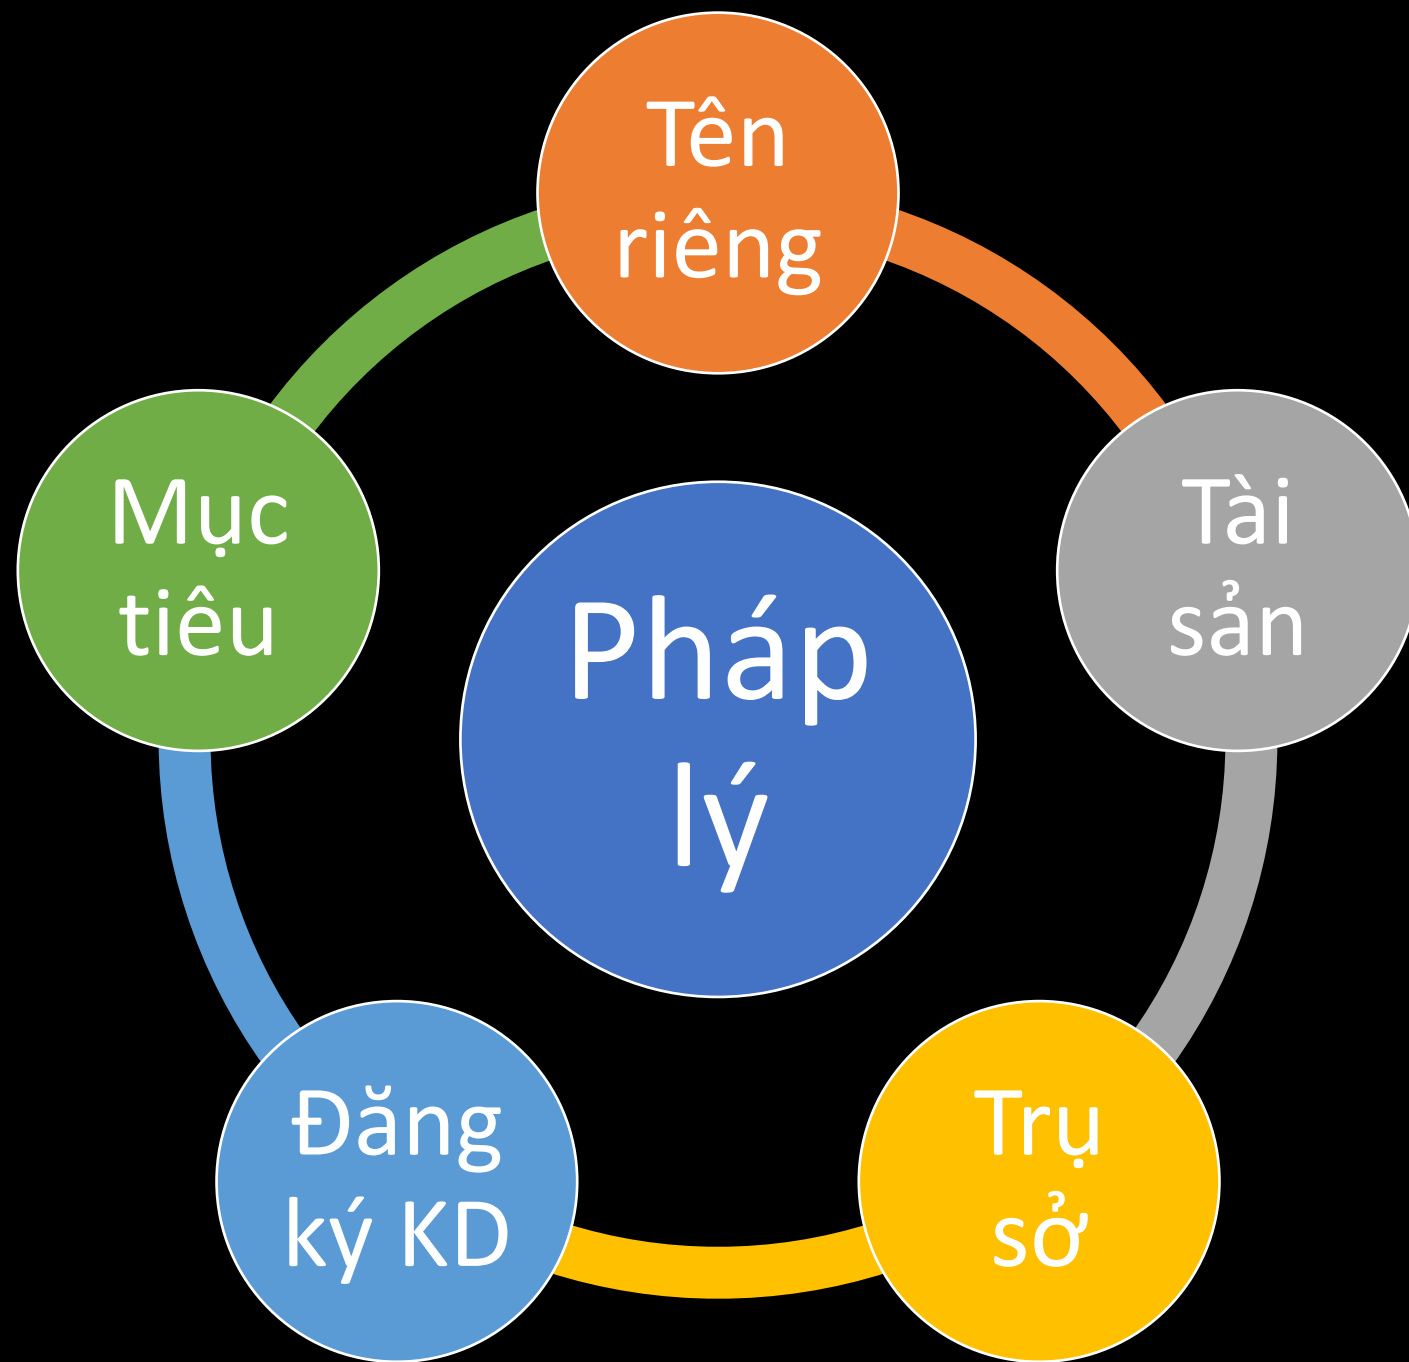 Tên
riêng
Tài
sản
Trụ
sở
Đăng
ký KD
Mục
tiêu
Pháp
lý